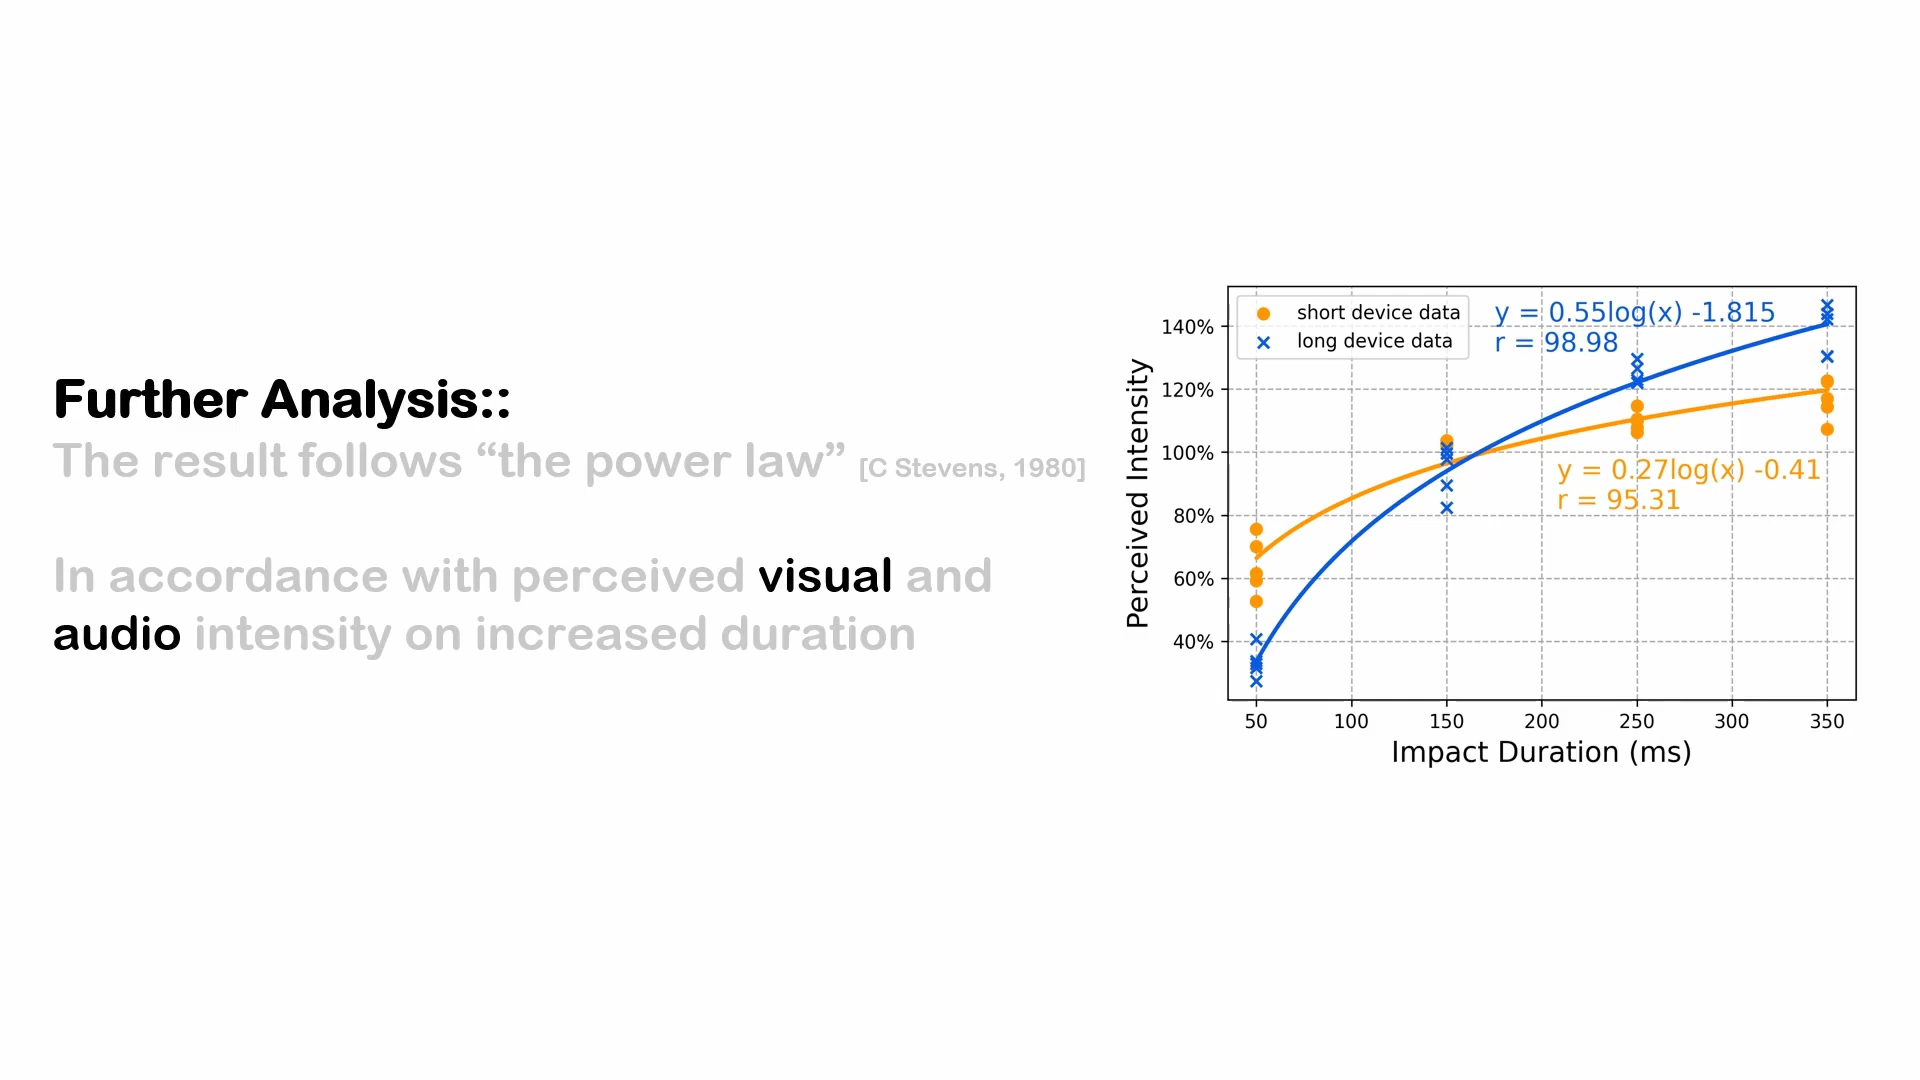 Further Analysis::
The result follows “the power law” [C Stevens, 1980]
In accordance with perceived visual and
audio intensity on increased duration
short device data
long device data
y = 0.55log(x) -1.815
r = 98.98
y = 0.27log(x) -0.41
r = 95.31
Perceived Intensity
140%
120%
100%
80%
60%
40%
50 100 150 200 250 300 350
Impact Duration (ms)